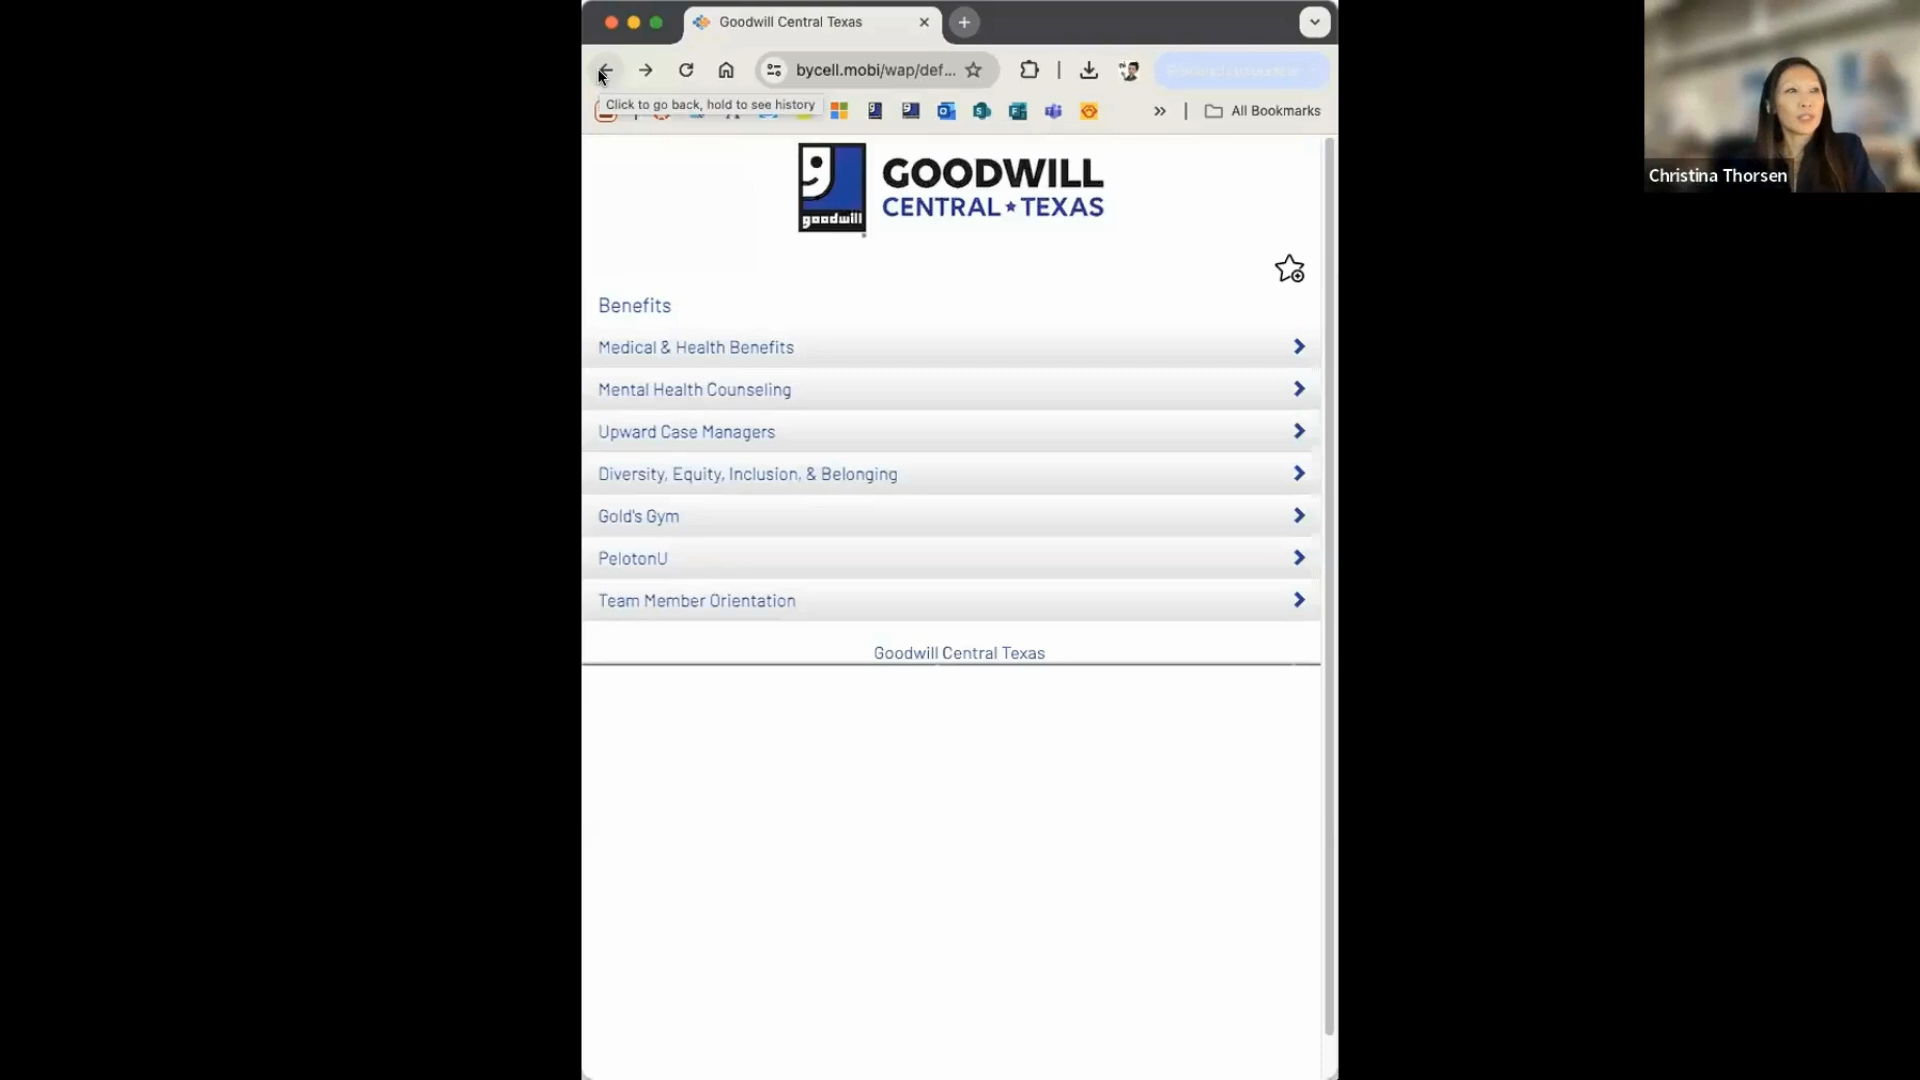 Goodwill Central Texas
bycell.mobi/wap/def...
Click to go back, hold to see history
All Bookmarks
goodwill
GOODWILL
CENTRAL TEXAS
Benefits
Medical & Health Benefits
Mental Health Counseling
Upward Case Managers
Diversity, Equity, Inclusion, & Belonging
Gold's Gym
PelotonU
Team Member Orientation
Goodwill Central Texas
Christina Thorsen